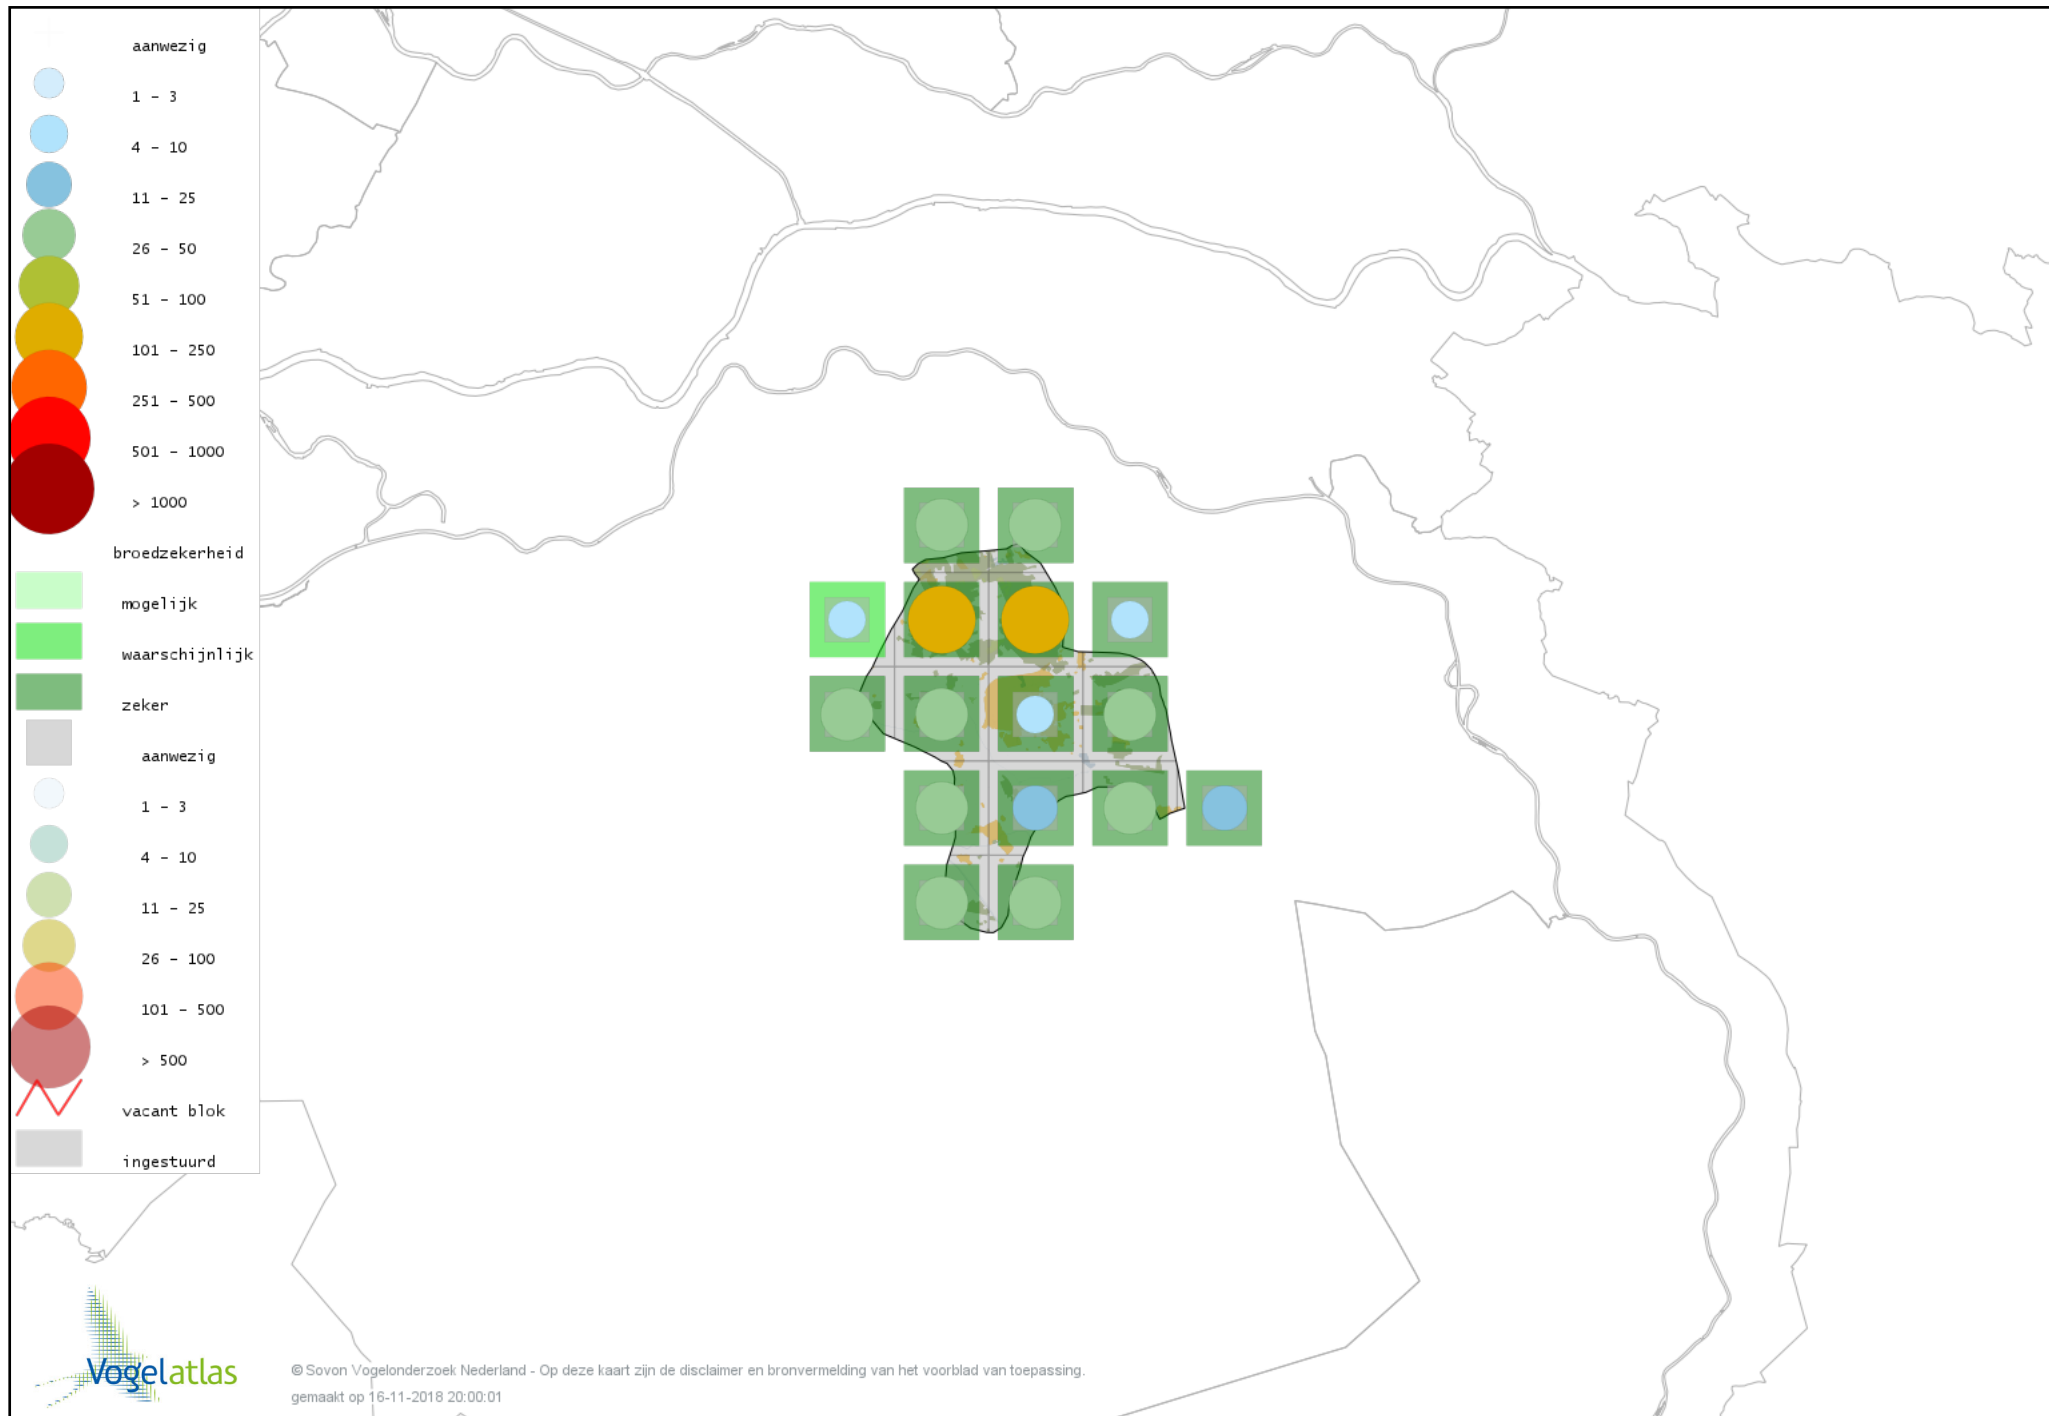 aanwezig
1 - 3
4 - 10
11 - 25
26 - 50
51 - 100
101 - 250
251 - 500
501 - 1000
> 1000
broedzekerheid
mogelijk
waarschijnlijk
zeker
aanwezig
1 - 3
4 - 10
11 - 25
26 - 100
101 - 500
> 500
vacant blok
ingestuurd
Vogelatlas
© Sovon Vogelonderzoek Nederland - Op deze kaart zijn de disclaimer en bronvermelding van het voorblad van toepassing.
gemaakt op 16-11-2018 20:00:01